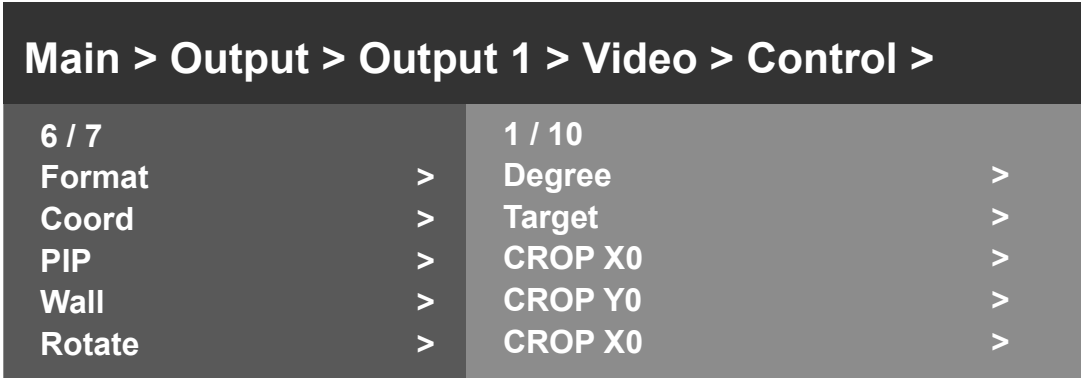 Main > Output > Output 1 > Video > Control >
6 / 7
Format >
Coord >
PIP >
Wall >
Rotate >
1 / 10
Degree >
Target >
CROP X0 >
CROP Y0 >
CROP X0 >